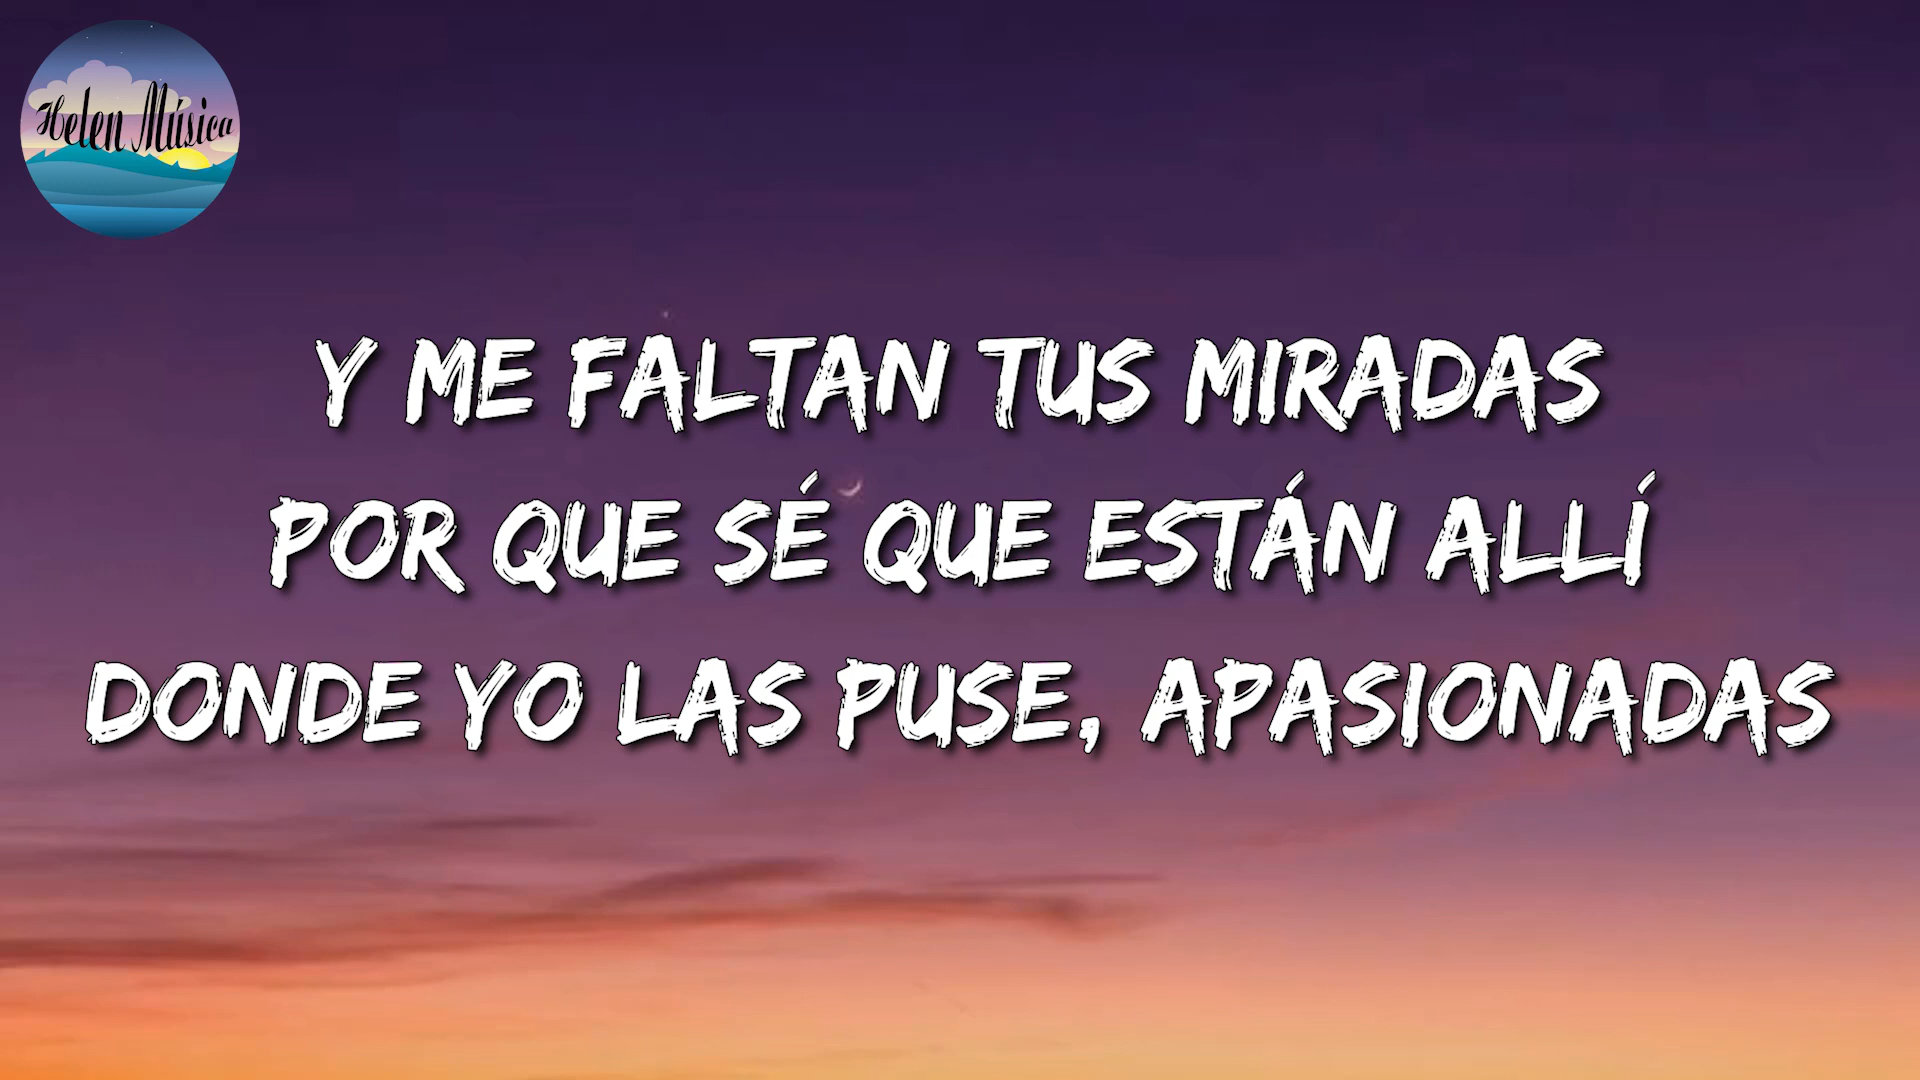 Helen Música
Y ME FALTAN TUS MIRADAS
POR QUE SÉ QUE ESTÁN ALLÍ
DONDE YO LAS PUSE, APASIONADAS